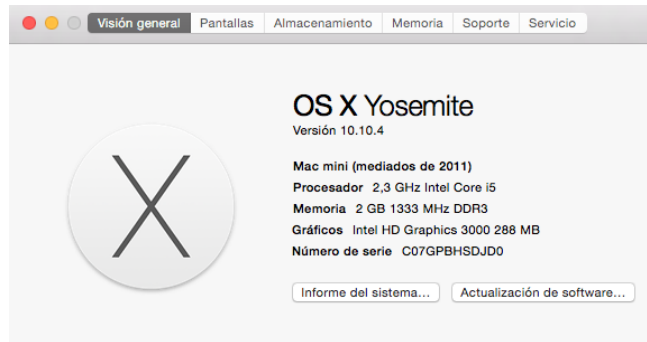 Visión general Pantallas Almacenamiento Memoria Soporte Servicio
OS X Yosemite
Versión 10.10.4
Mac mini (mediados de 2011)
Procesador 2,3 GHz Intel Core i5
Memoria 2 GB 1333 MHz DDR3
Gráficos Intel HD Graphics 3000 288 MB
Número de serie C07GPBHSDJD0
Informe del sistema... Actualización de software...